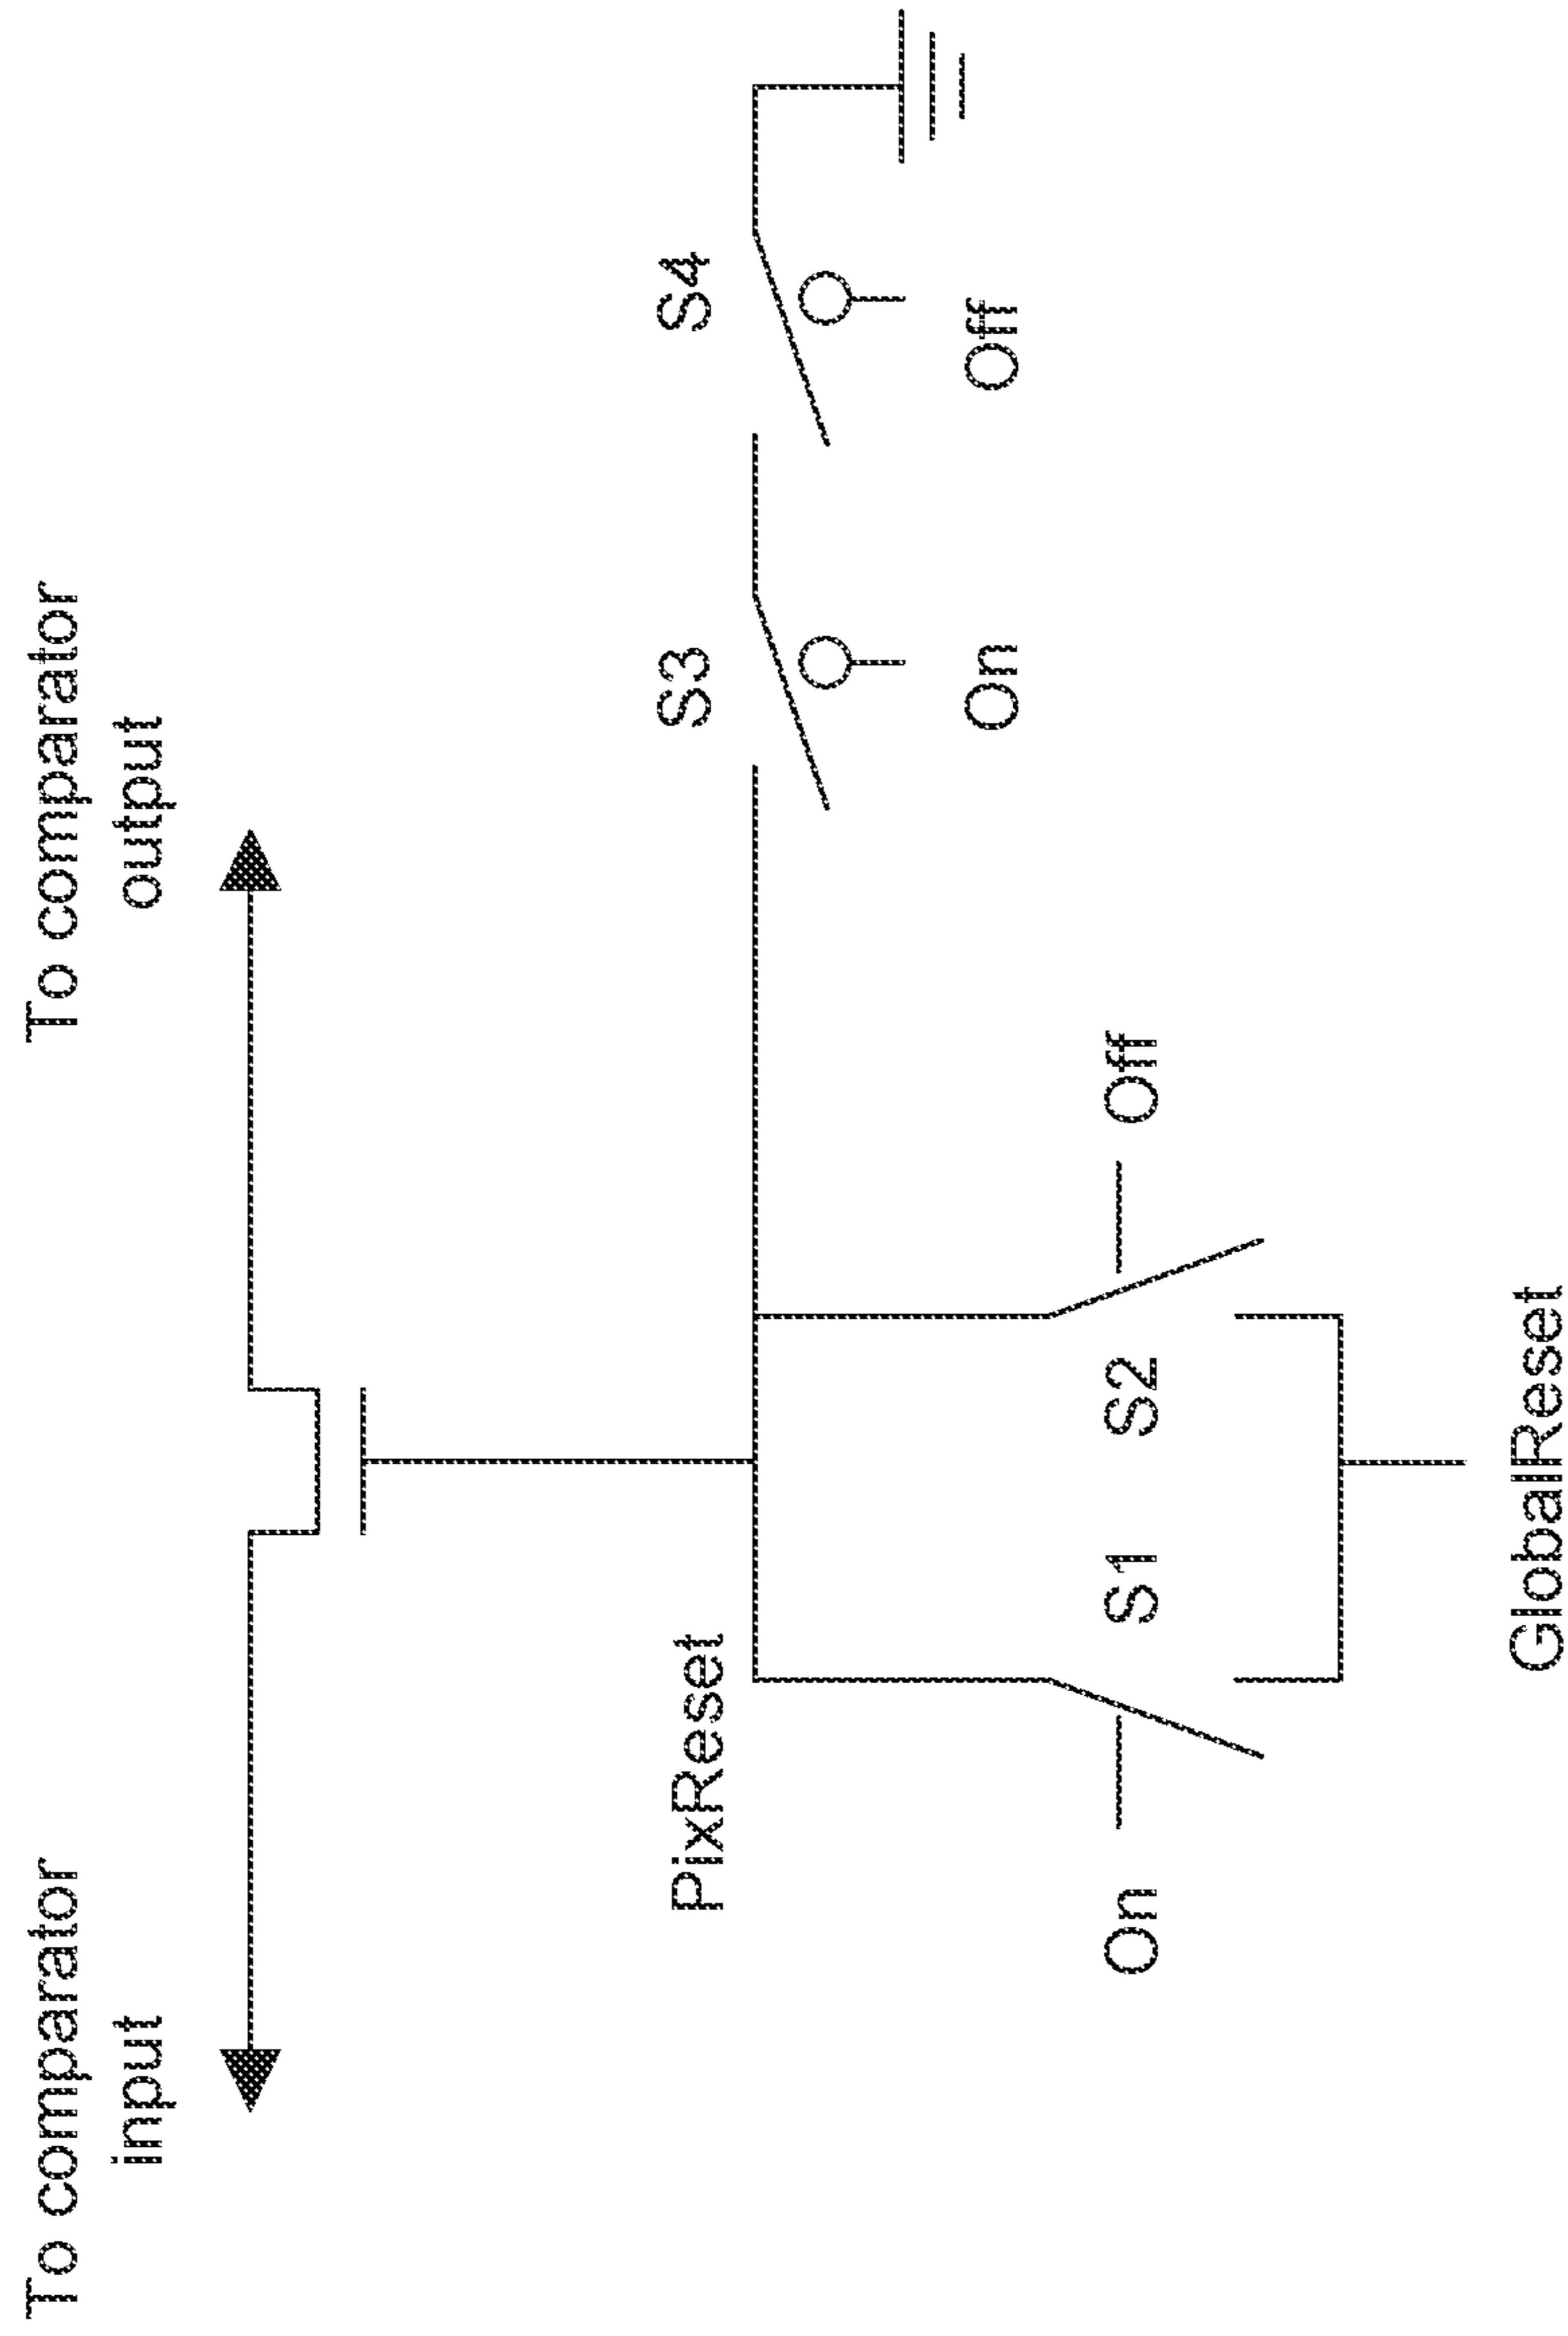 To comparator
input
To comparator
output
PixReset
S3
S4
On
S1
S2
Off
On
Off
GlobalReset